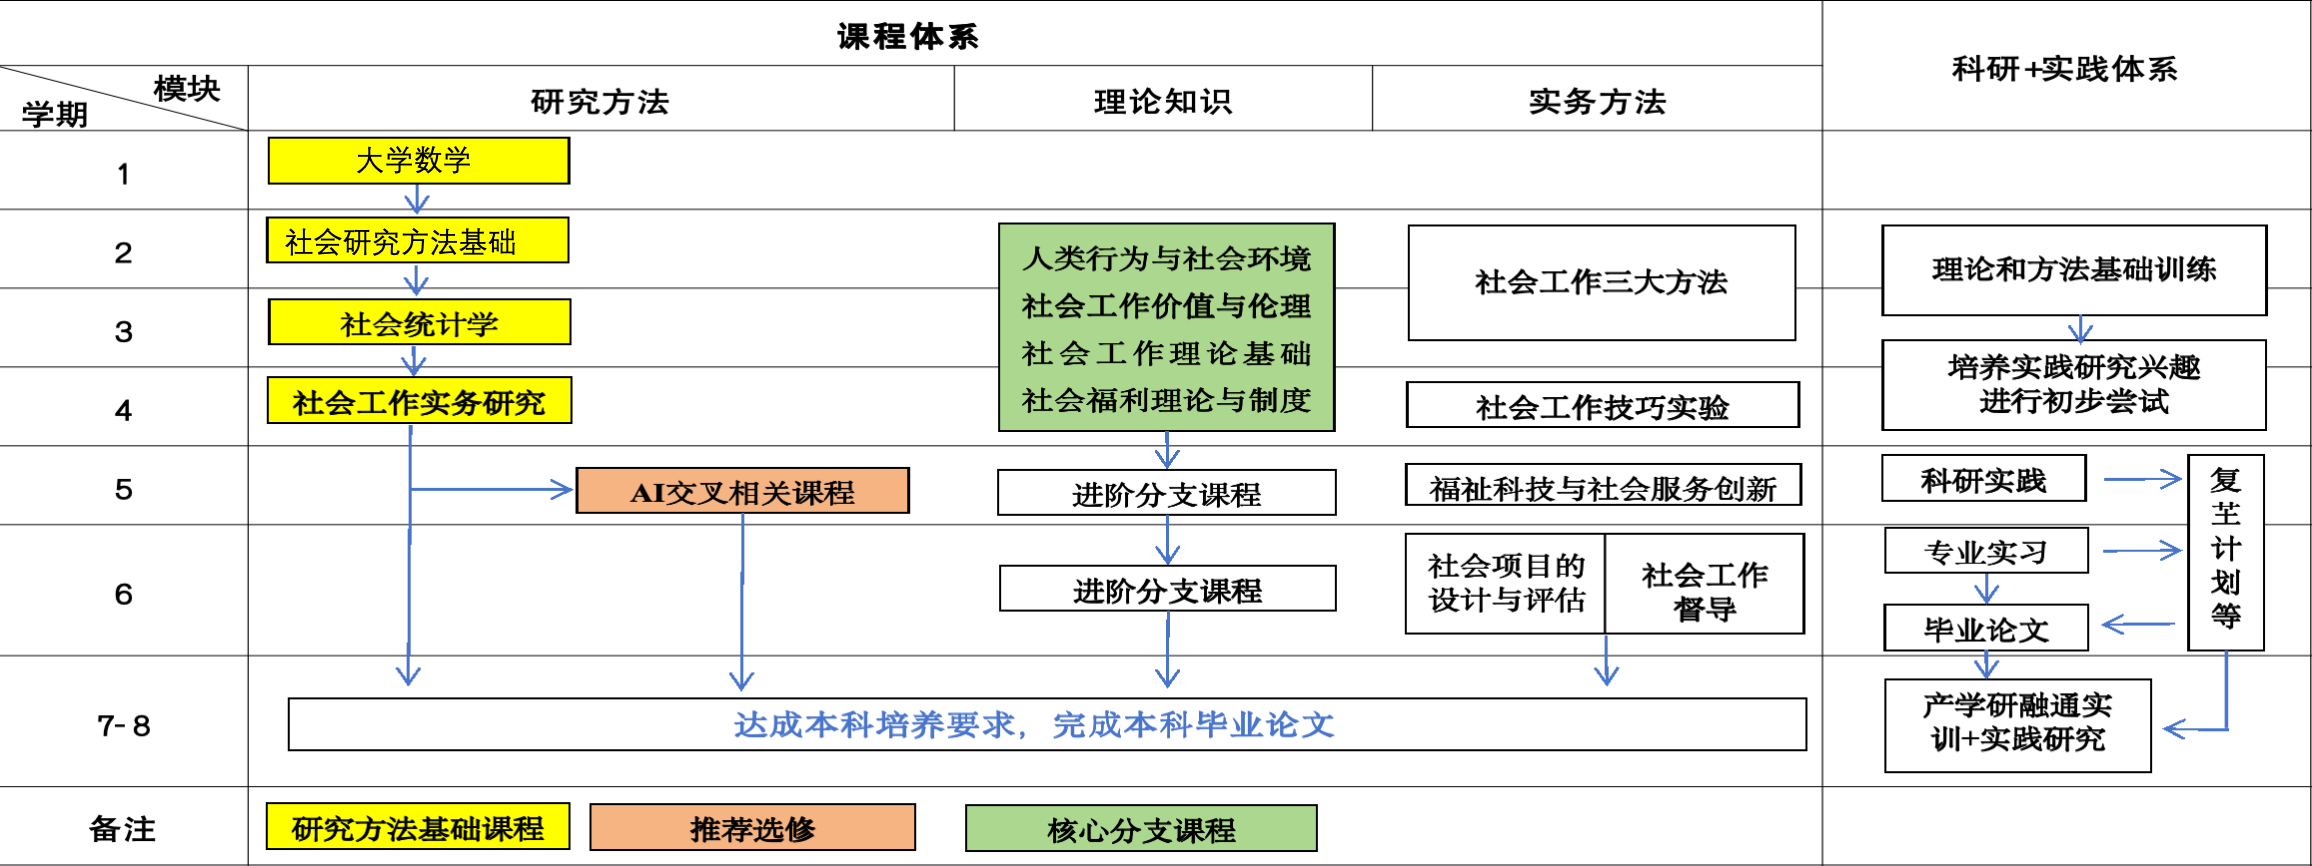 课程体系
科研+实践体系
模块
学期
研究方法
理论知识
实务方法
1
大学数学
2
社会研究方法基础
人类行为与社会环境
社会工作价值与伦理
社会工作理论基础
社会福利理论与制度
社会工作三大方法
理论和方法基础训练
3
社会统计学
培养实践研究兴趣
进行初步尝试
4
社会工作实务研究
社会工作技巧实验
5
AI交叉相关课程
进阶分支课程
福祉科技与社会服务创新
科研实践
复
芏
计
划
等
6
进阶分支课程
社会项目的
设计与评估
社会工作
督导
专业实习
毕业论文
7-8
达成本科培养要求，完成本科毕业论文
产学研融通实
训+实践研究
备注
研究方法基础课程
推荐选修
核心分支课程